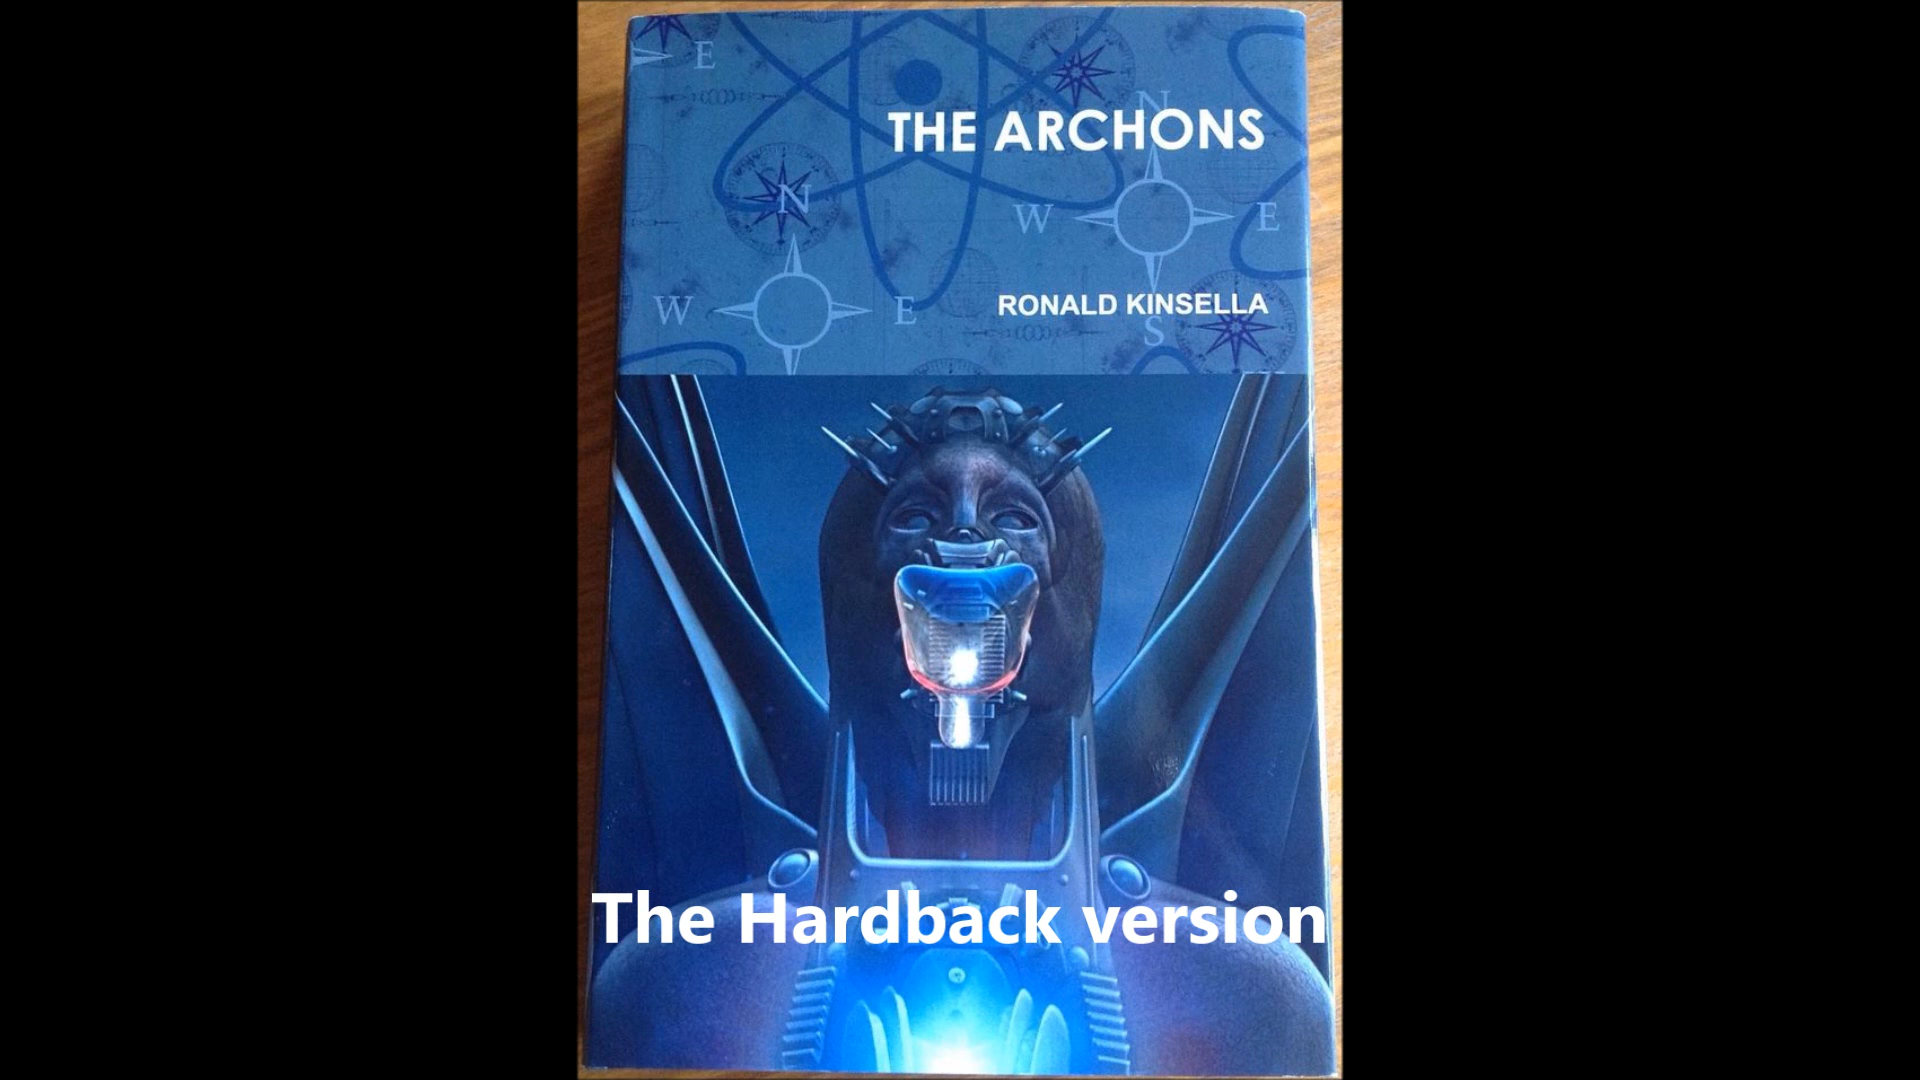 E
THE ARCHONS
N
N
W E
RONALD KINSELLA
W E
S
The Hardback version